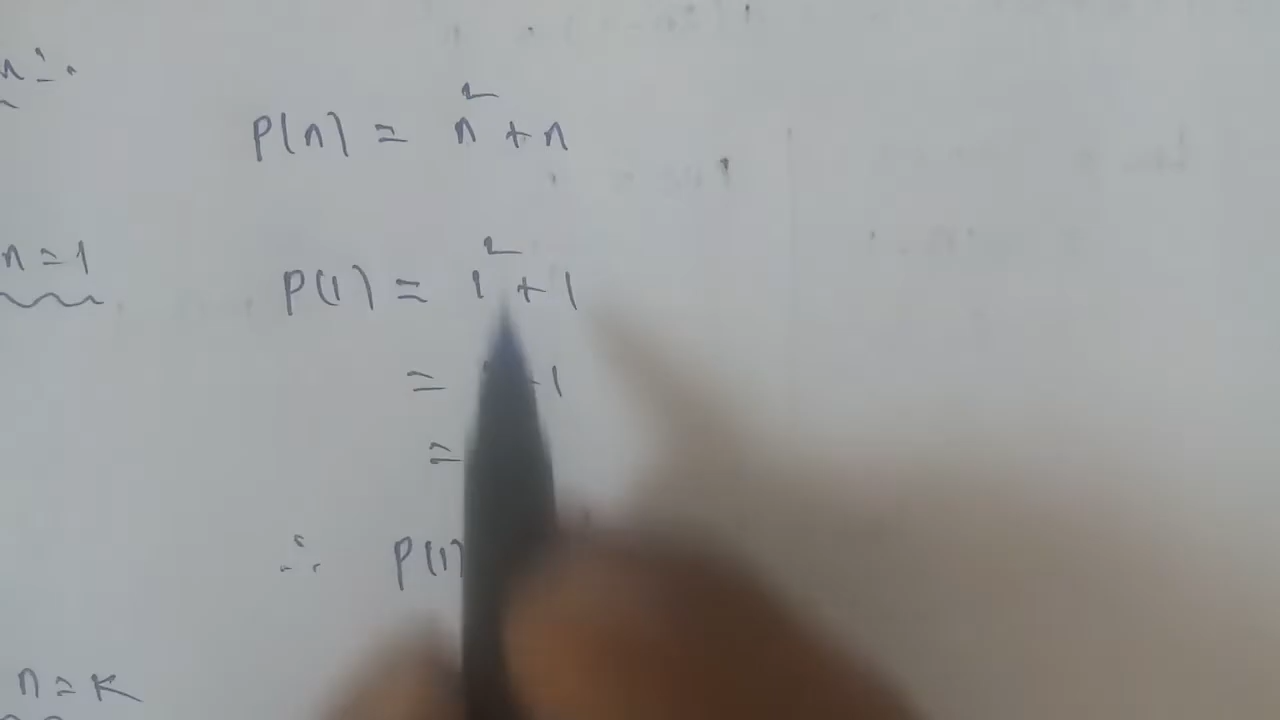 P(n) = n² + n
n = 1 P(1) = 1² + 1
=
=
∴ P(1)
n = K